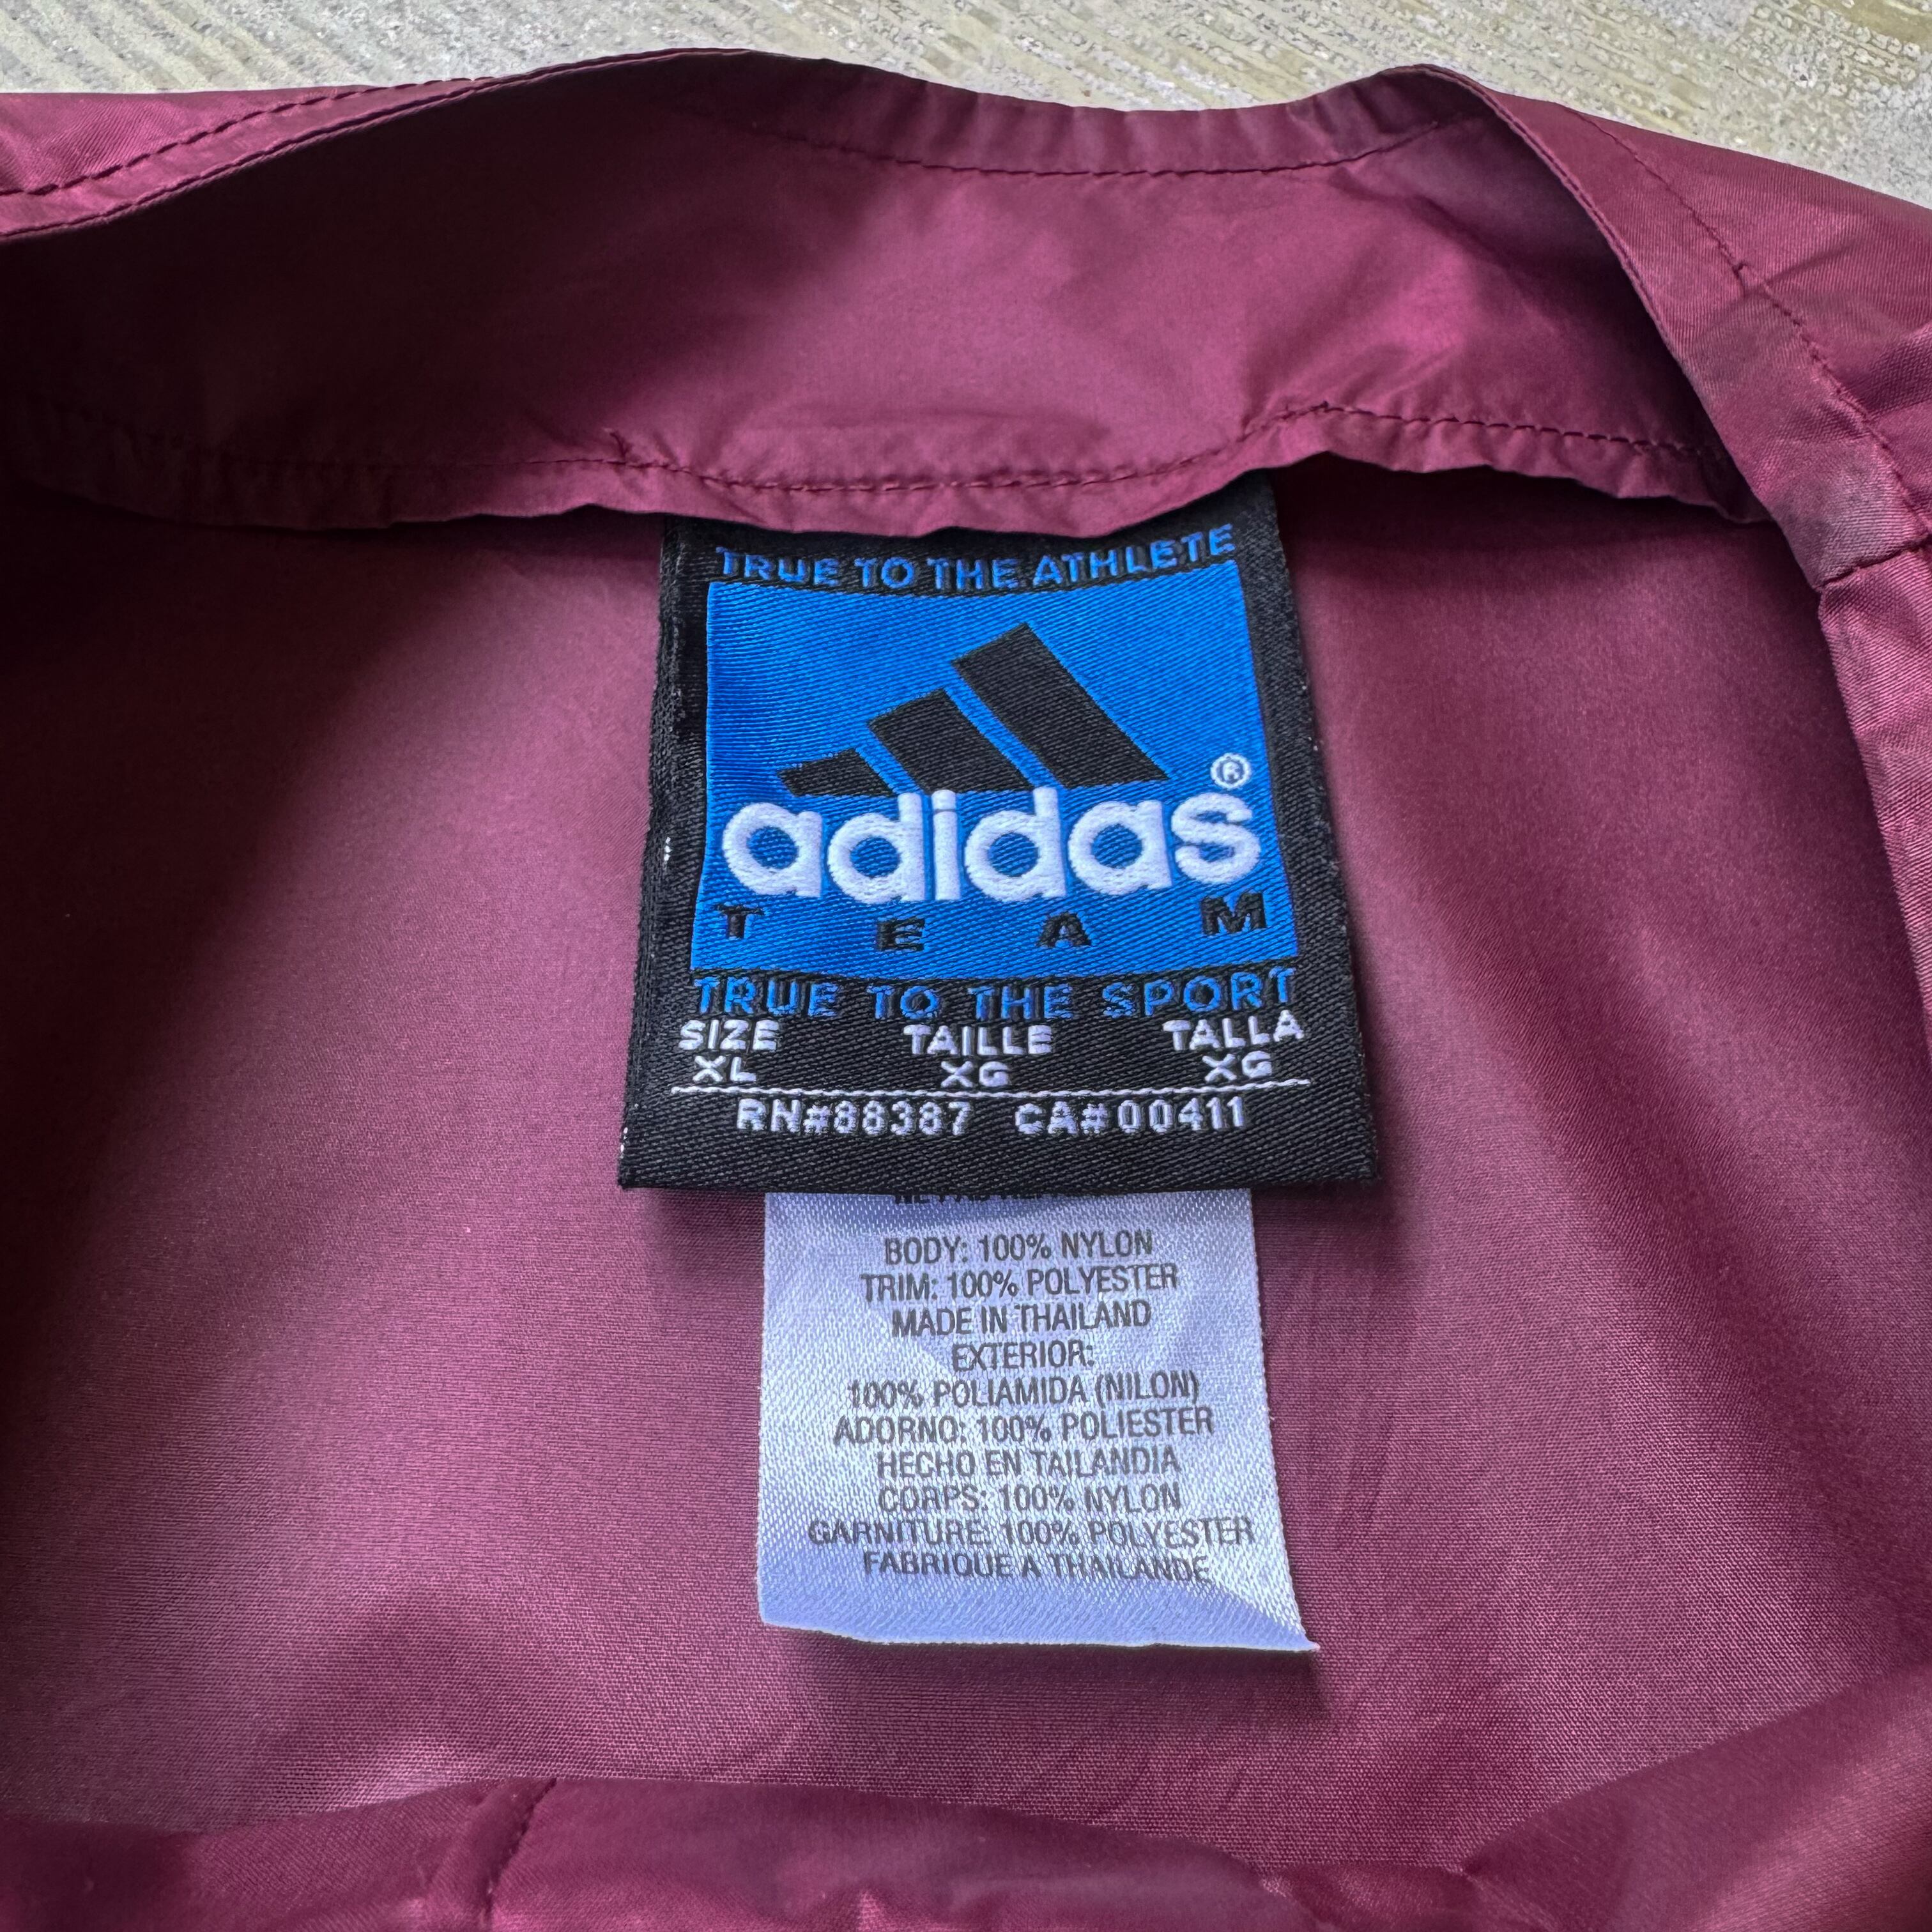 TRUE TO THE ATHLETE
adidas®
TEAM
TRUE TO THE SPORT
SIZE TAILLE TALLA
XL XG XG
RN#88387 CA#00411
BODY: 100% NYLON
TRIM: 100% POLYESTER
MADE IN THAILAND
EXTERIOR:
100% POLIAMIDA (NILON)
ADORNO: 100% POLIESTER
HECHO EN TAILANDIA
CORPS: 100% NYLON
GARNITURE: 100% POLYESTER
FABRIQUE A THAILANDE